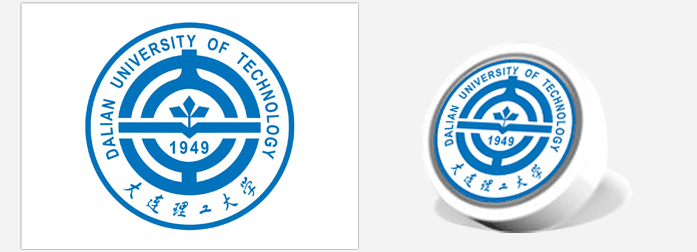 DALIAN UNIVERSITY OF TECHNOLOGY
1949
大连理工大学
DALIAN UNIVERSITY OF TECHNOLOGY
1949
大连理工大学